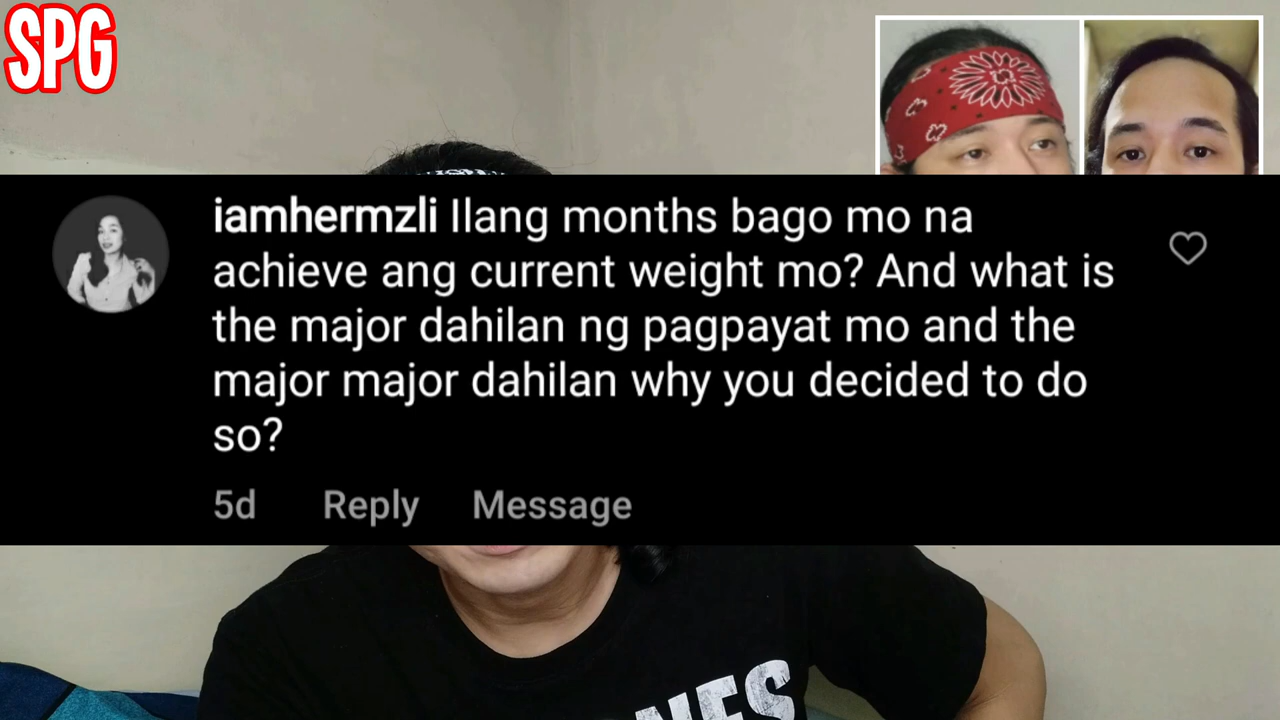 SPG
iamhermzli Ilang months bago mo na
achieve ang current weight mo? And what is
the major dahilan ng pagpayat mo and the
major major dahilan why you decided to do
so?
5d Reply Message